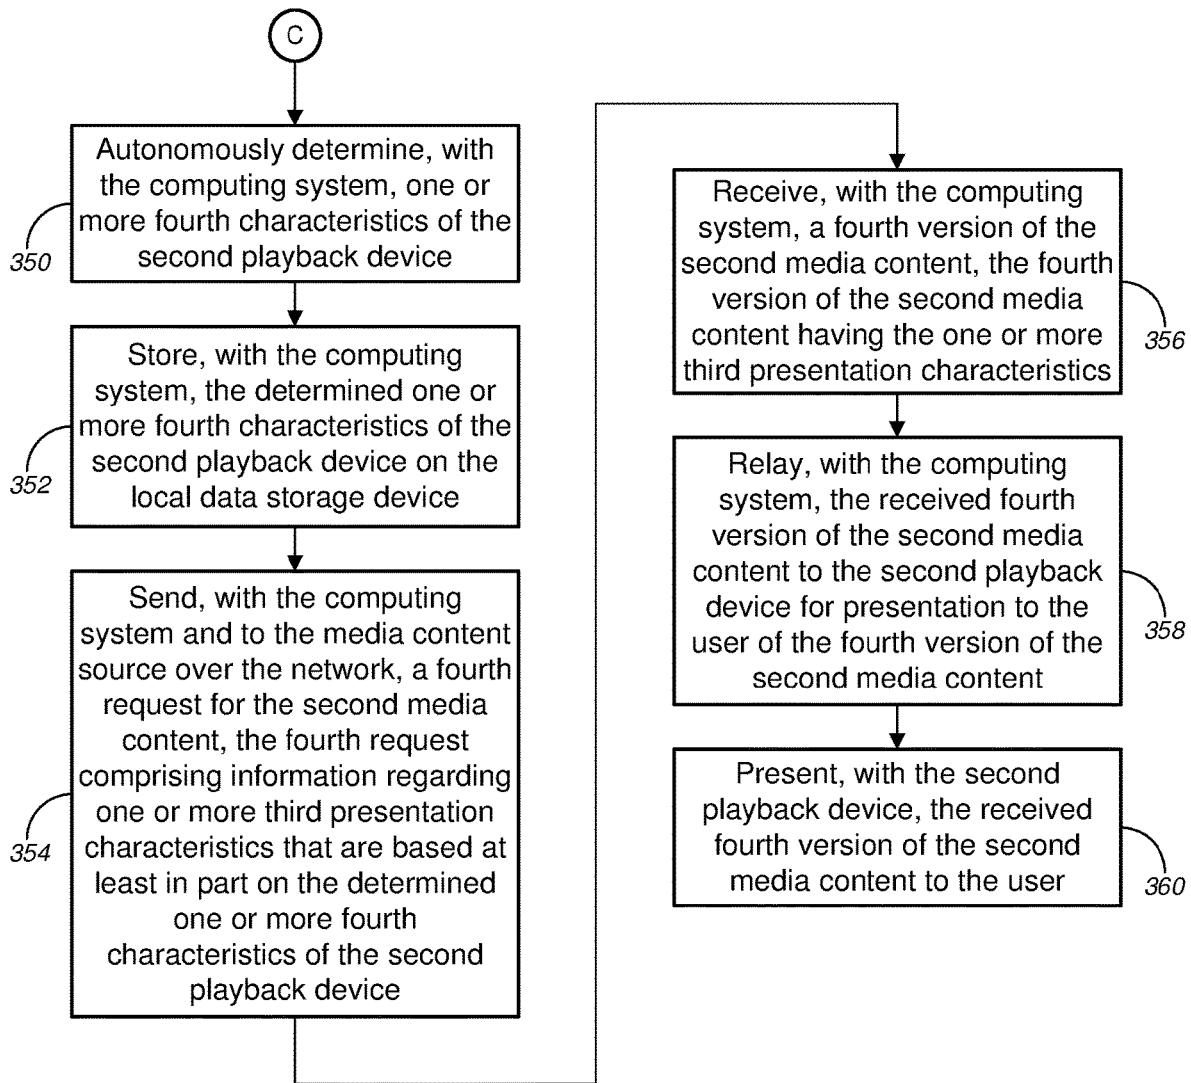 C
Autonomously determine, with
the computing system, one or
more fourth characteristics of the
second playback device
350
Store, with the computing
system, the determined one or
more fourth characteristics of the
second playback device on the
local data storage device
352
Send, with the computing
system and to the media content
source over the network, a fourth
request for the second media
content, the fourth request
comprising information regarding
one or more third presentation
characteristics that are based at
least in part on the determined
one or more fourth
characteristics of the second
playback device
354
Receive, with the computing
system, a fourth version of the
second media content, the fourth
version of the second media
content having the one or more
third presentation characteristics
356
Relay, with the computing
system, the received fourth
version of the second media
content to the second playback
device for presentation to the
user of the fourth version of the
second media content
358
Present, with the second
playback device, the received
fourth version of the second
media content to the user
360